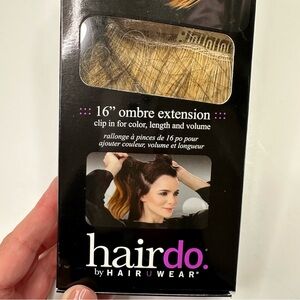 16” ombre extension
clip in for color, length and volume
rallonge à pinces de 16 po pour
ajouter couleur, volume et longueur
hairdo.
by HAIRUWEAR®